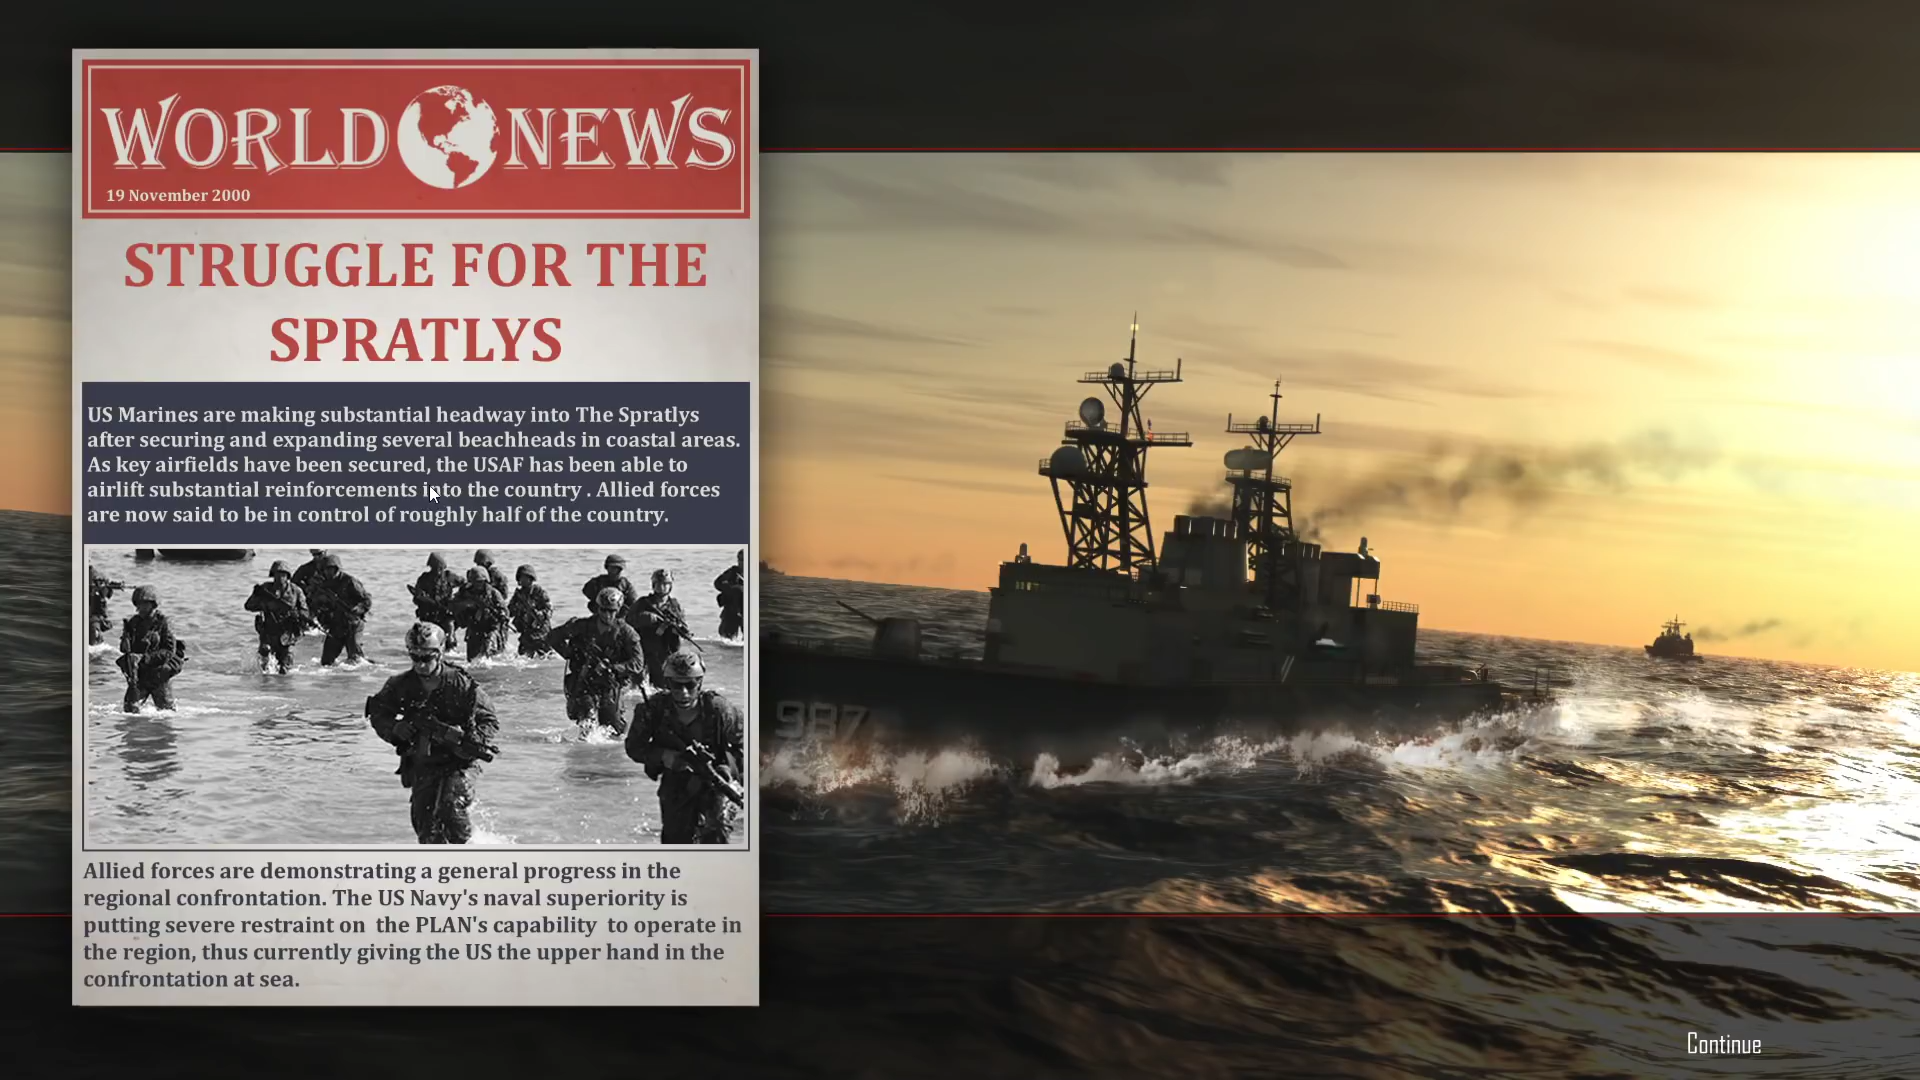 WORLD NEWS
19 November 2000
STRUGGLE FOR THE
SPRATLYS
US Marines are making substantial headway into The Spratlys
after securing and expanding several beachheads in coastal areas.
As key airfields have been secured, the USAF has been able to
airlift substantial reinforcements into the country . Allied forces
are now said to be in control of roughly half of the country.
987
Allied forces are demonstrating a general progress in the
regional confrontation. The US Navy's naval superiority is
putting severe restraint on the PLAN's capability to operate in
the region, thus currently giving the US the upper hand in the
confrontation at sea.
Continue